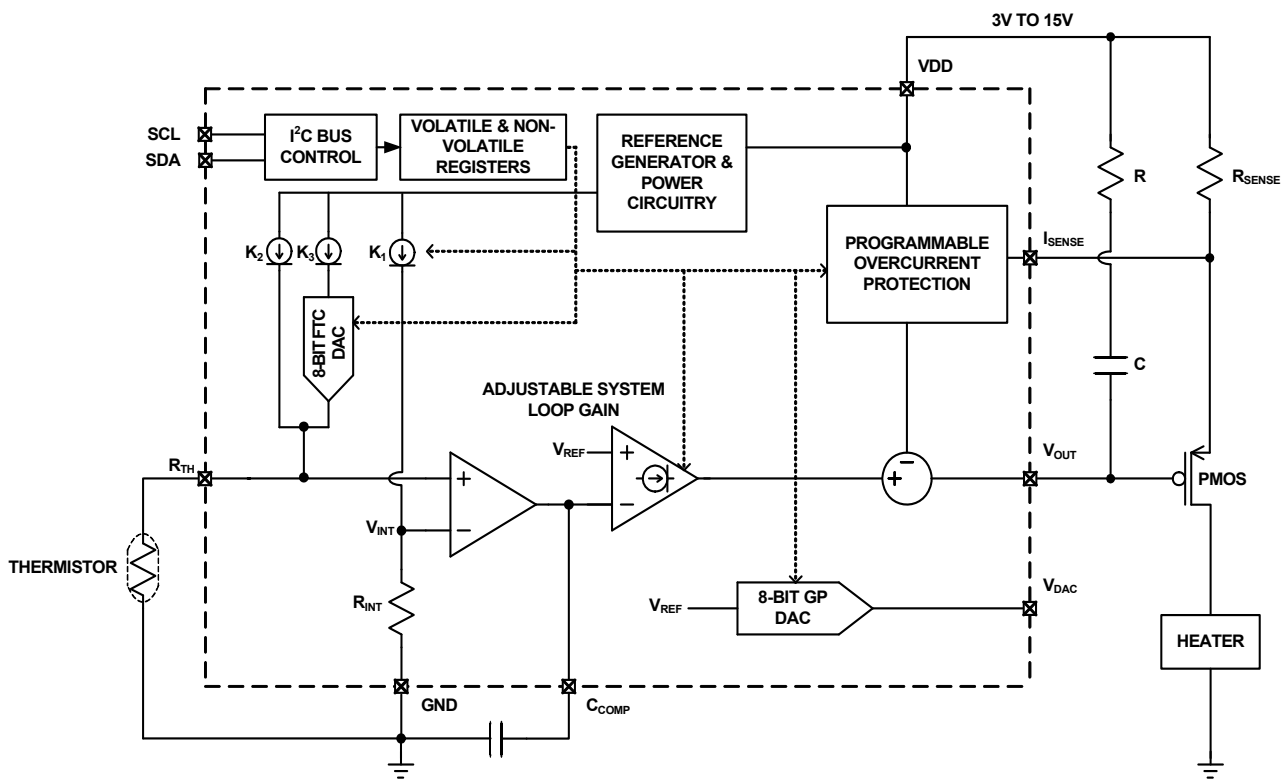 3V TO 15V
VDD
SCL
SDA
I²C BUS
CONTROL
VOLATILE & NON-
VOLATILE
REGISTERS
REFERENCE
GENERATOR &
POWER
CIRCUITRY
R
RSENSE
K2
K3
K1
PROGRAMMABLE
OVERCURRENT
PROTECTION
ISENSE
8-BIT FTC
DAC
C
ADJUSTABLE SYSTEM
LOOP GAIN
VREF
+
−
RTH
+
−
VINT
−
+
VOUT
PMOS
THERMISTOR
RINT
VREF
8-BIT GP
DAC
VDAC
HEATER
GND
CCOMP